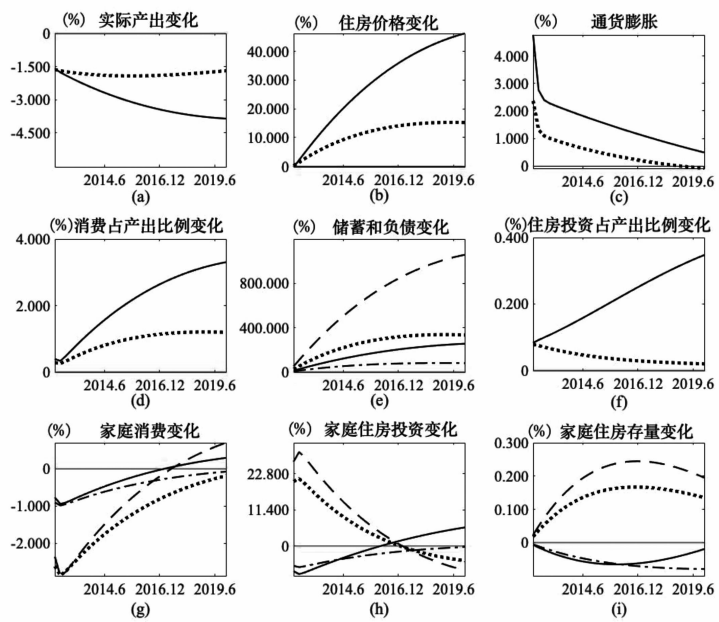 (%) 实际产出变化
0
-1.500
-3.000
-4.500
2014.6 2016.12 2019.6
(a)
(%) 住房价格变化
40.000
30.000
20.000
10.000
0
2014.6 2016.12 2019.6
(b)
(%) 通货膨胀
4.000
3.000
2.000
1.000
0
2014.6 2016.12 2019.6
(c)
(%)消费占产出比例变化
4.000
2.000
0
2014.6 2016.12 2019.6
(d)
(%) 储蓄和负债变化
800.000
400.000
0
2014.6 2016.12 2019.6
(e)
(%)住房投资占产出比例变化
0.400
0.200
0
2014.6 2016.12 2019.6
(f)
(%) 家庭消费变化
0
-1.000
-2.000
2014.6 2016.12 2019.6
(g)
(%) 家庭住房投资变化
22.800
11.400
0
2014.6 2016.12 2019.6
(h)
(%) 家庭住房存量变化
0.300
0.200
0.100
0
2014.6 2016.12 2019.6
(i)